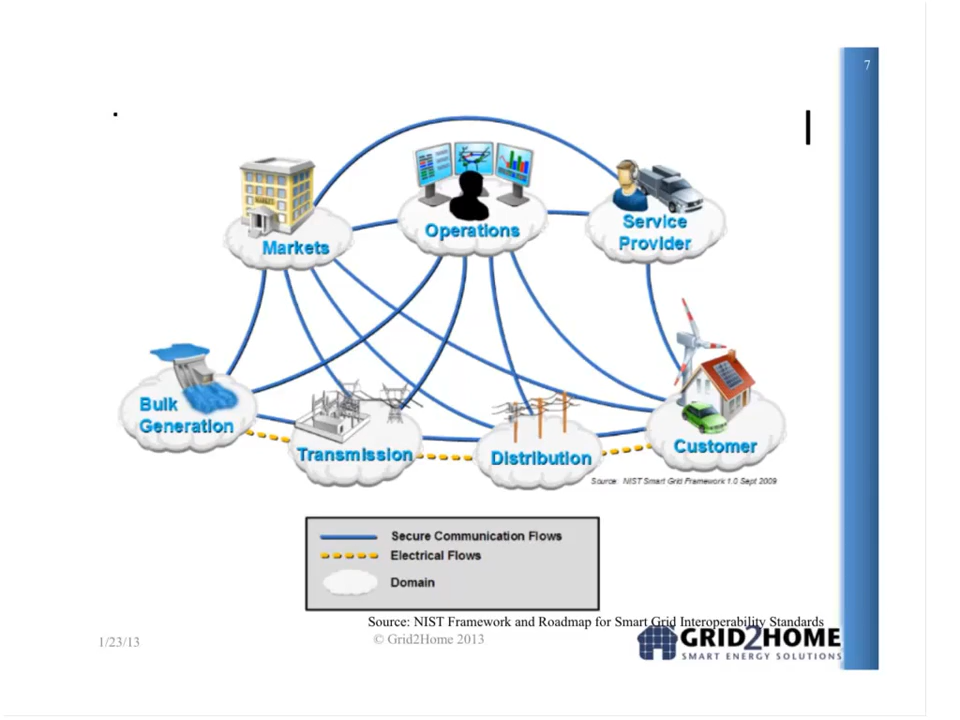 7
Markets
Operations
Service
Provider
Bulk
Generation
Transmission
Distribution
Customer
Source: NIST Smart Grid Framework 1.0 Sept 2009
Secure Communication Flows
Electrical Flows
Domain
Source: NIST Framework and Roadmap for Smart Grid Interoperability Standards
1/23/13
© Grid2Home 2013
GRID2HOME
SMART ENERGY SOLUTIONS